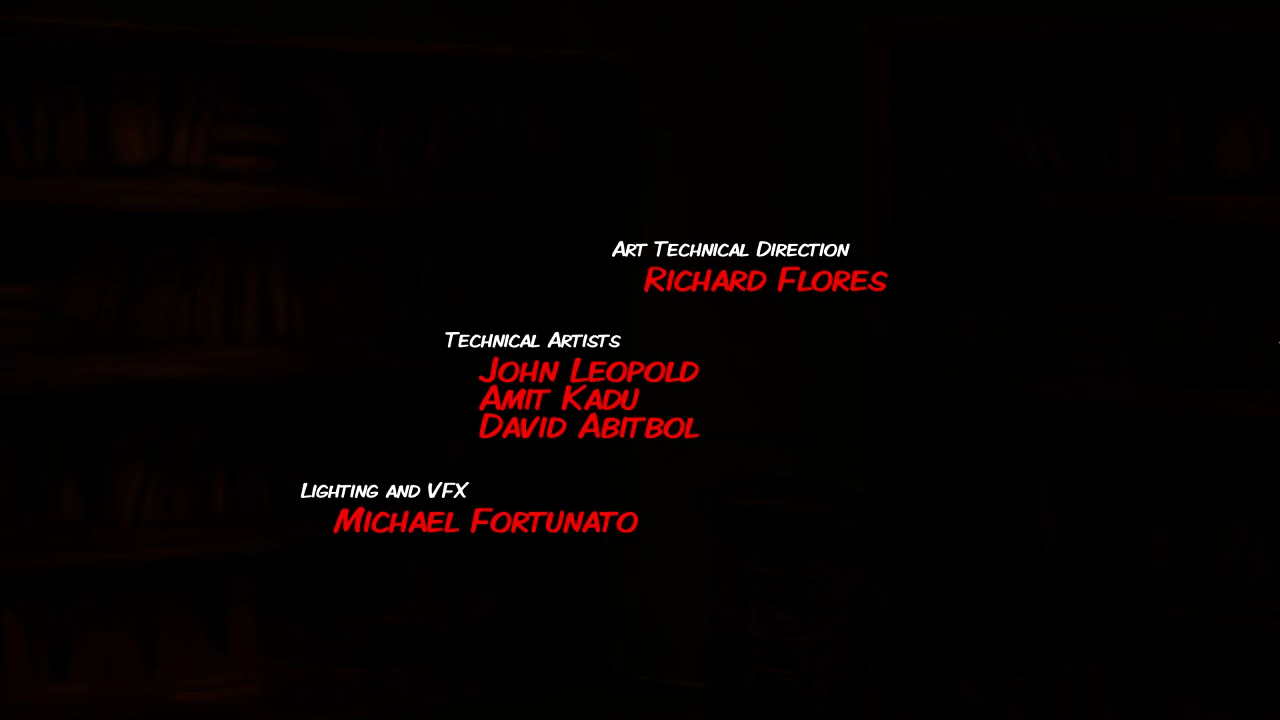 Art Technical Direction
Richard Flores
Technical Artists
John Leopold
Amit Kadu
David Abitbol
Lighting and VFX
Michael Fortunato